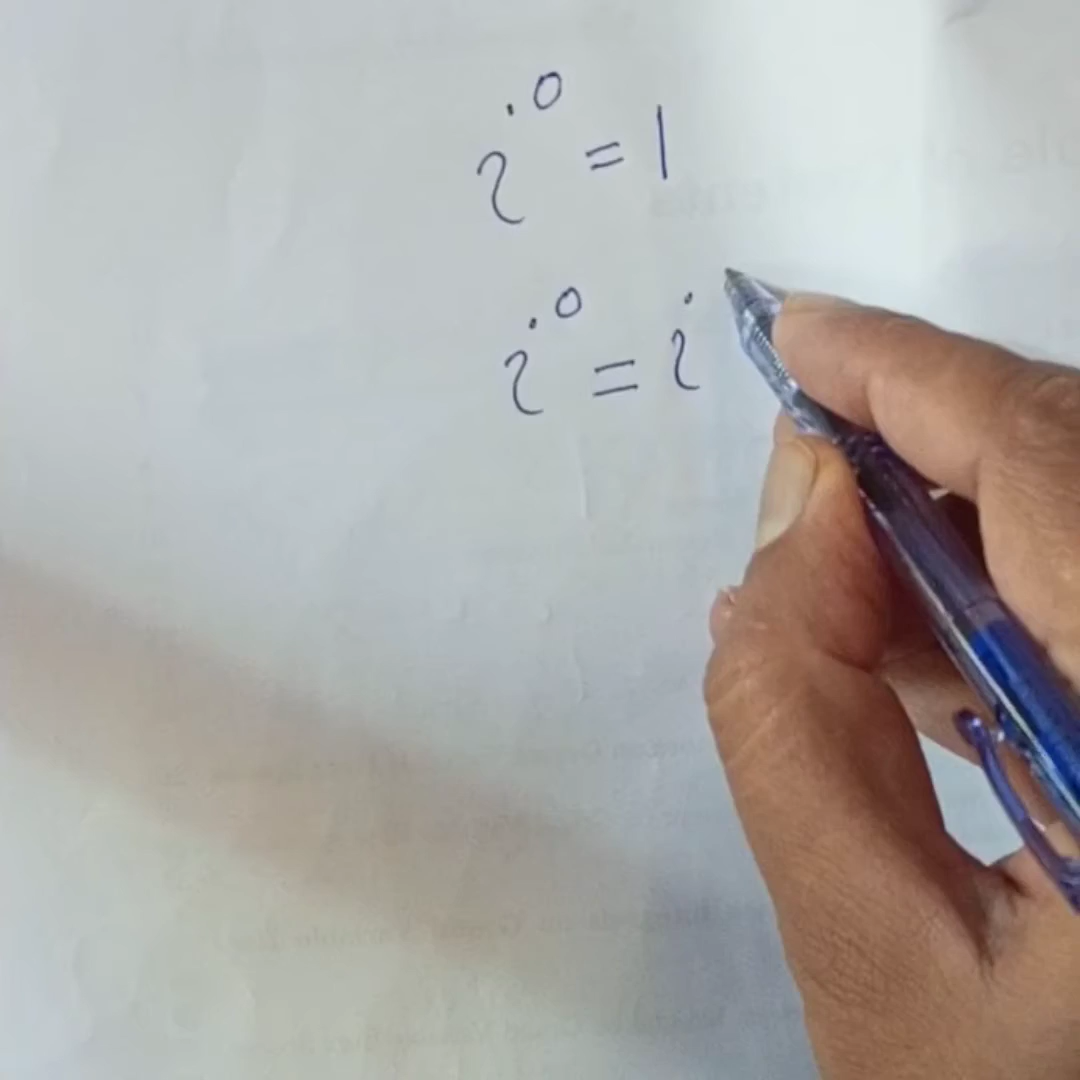 i⁰ = 1
i⁰ = i